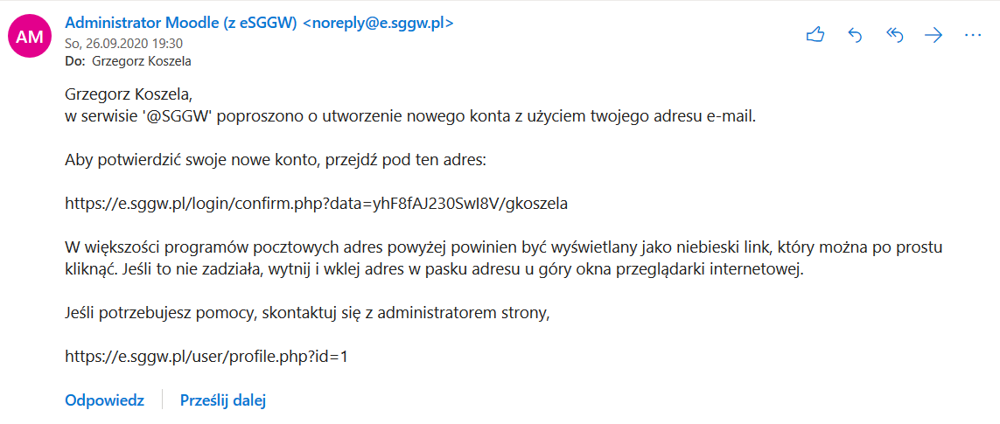 AM
Administrator Moodle (z eSGGW) <noreply@e.sggw.pl>
So, 26.09.2020 19:30
Do: Grzegorz Koszela
Grzegorz Koszela,
w serwisie '@SGGW' poproszono o utworzenie nowego konta z użyciem twojego adresu e-mail.
Aby potwierdzić swoje nowe konto, przejdź pod ten adres:
https://e.sggw.pl/login/confirm.php?data=yhF8fAJ230SwI8V/gkoszela
W większości programów pocztowych adres powyżej powinien być wyświetlany jako niebieski link, który można po prostu
kliknąć. Jeśli to nie zadziała, wytnij i wklej adres w pasku adresu u góry okna przeglądarki internetowej.
Jeśli potrzebujesz pomocy, skontaktuj się z administratorem strony,
https://e.sggw.pl/user/profile.php?id=1
Odpowiedz
Prześlij dalej